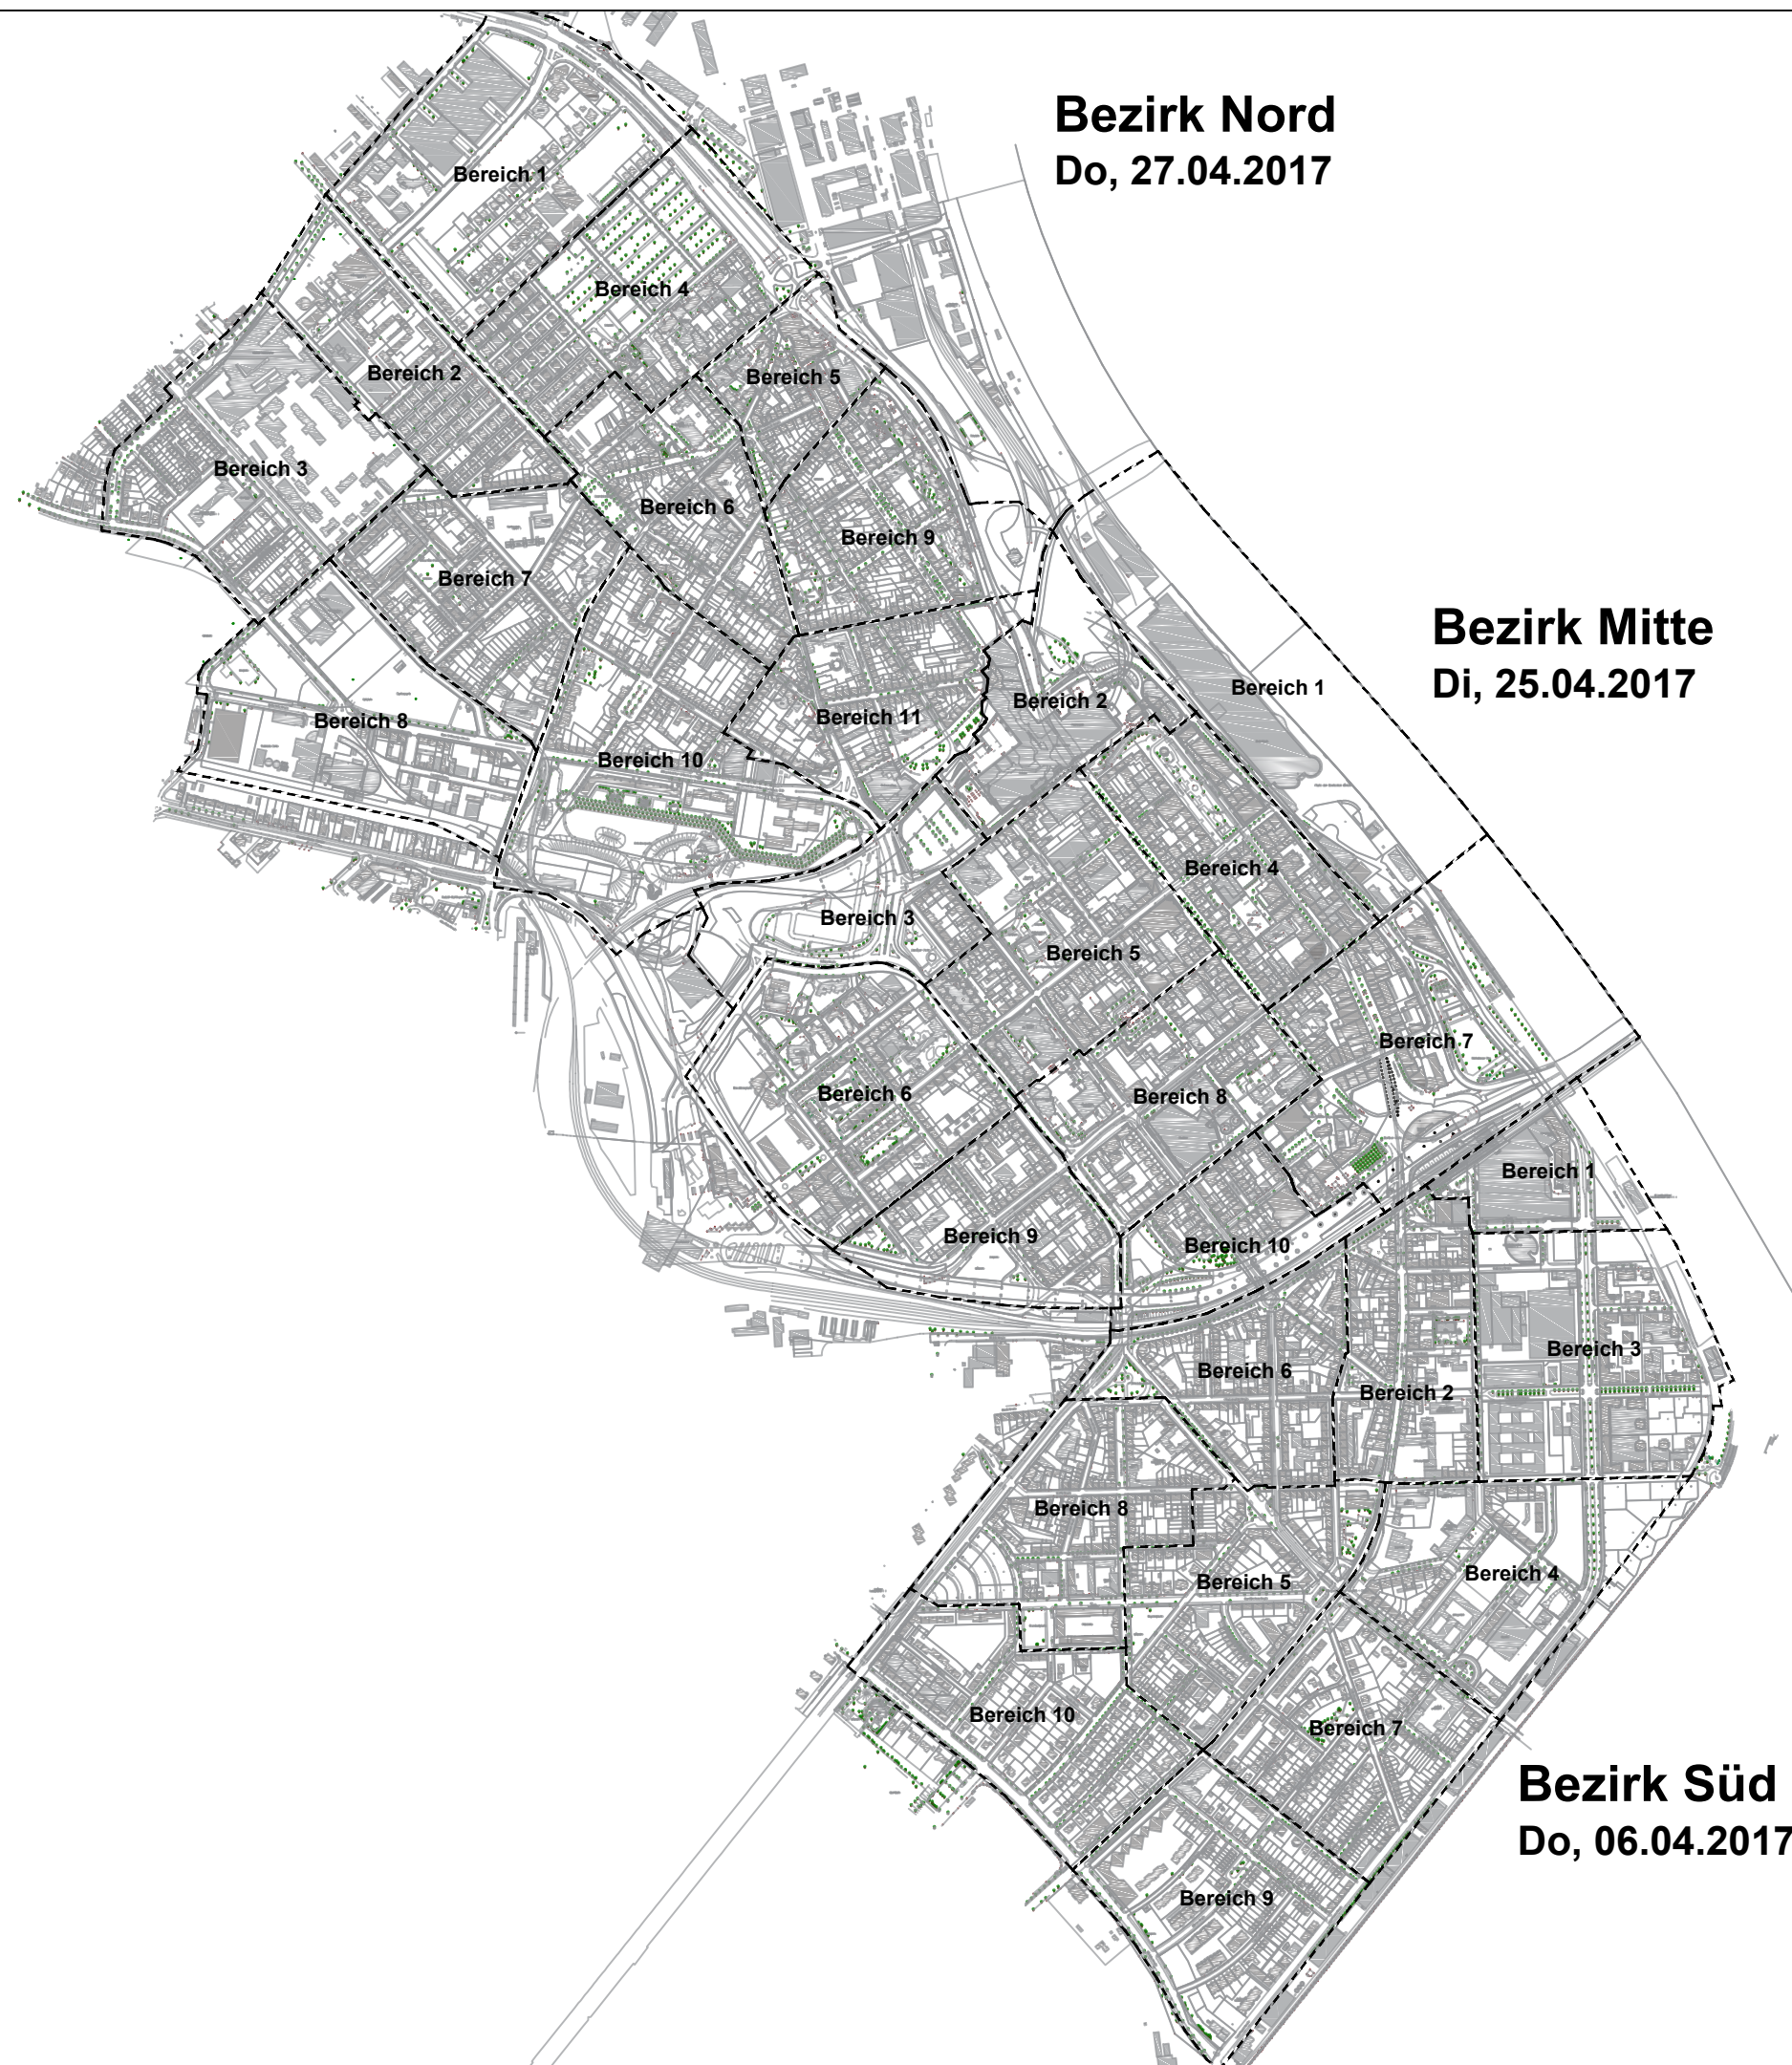 Bezirk Nord
Do, 27.04.2017
Bereich 1
Bereich 4
Bereich 2
Bereich 5
Bereich 3
Bereich 6
Bereich 9
Bereich 7
Bereich 8
Bereich 11
Bereich 10
Bezirk Mitte
Di, 25.04.2017
Bereich 1
Bereich 2
Bereich 4
Bereich 3
Bereich 5
Bereich 7
Bereich 6
Bereich 8
Bereich 9
Bereich 10
Bereich 1
Bereich 3
Bereich 6
Bereich 2
Bereich 8
Bereich 4
Bereich 5
Bereich 10
Bereich 7
Bezirk Süd
Do, 06.04.2017
Bereich 9